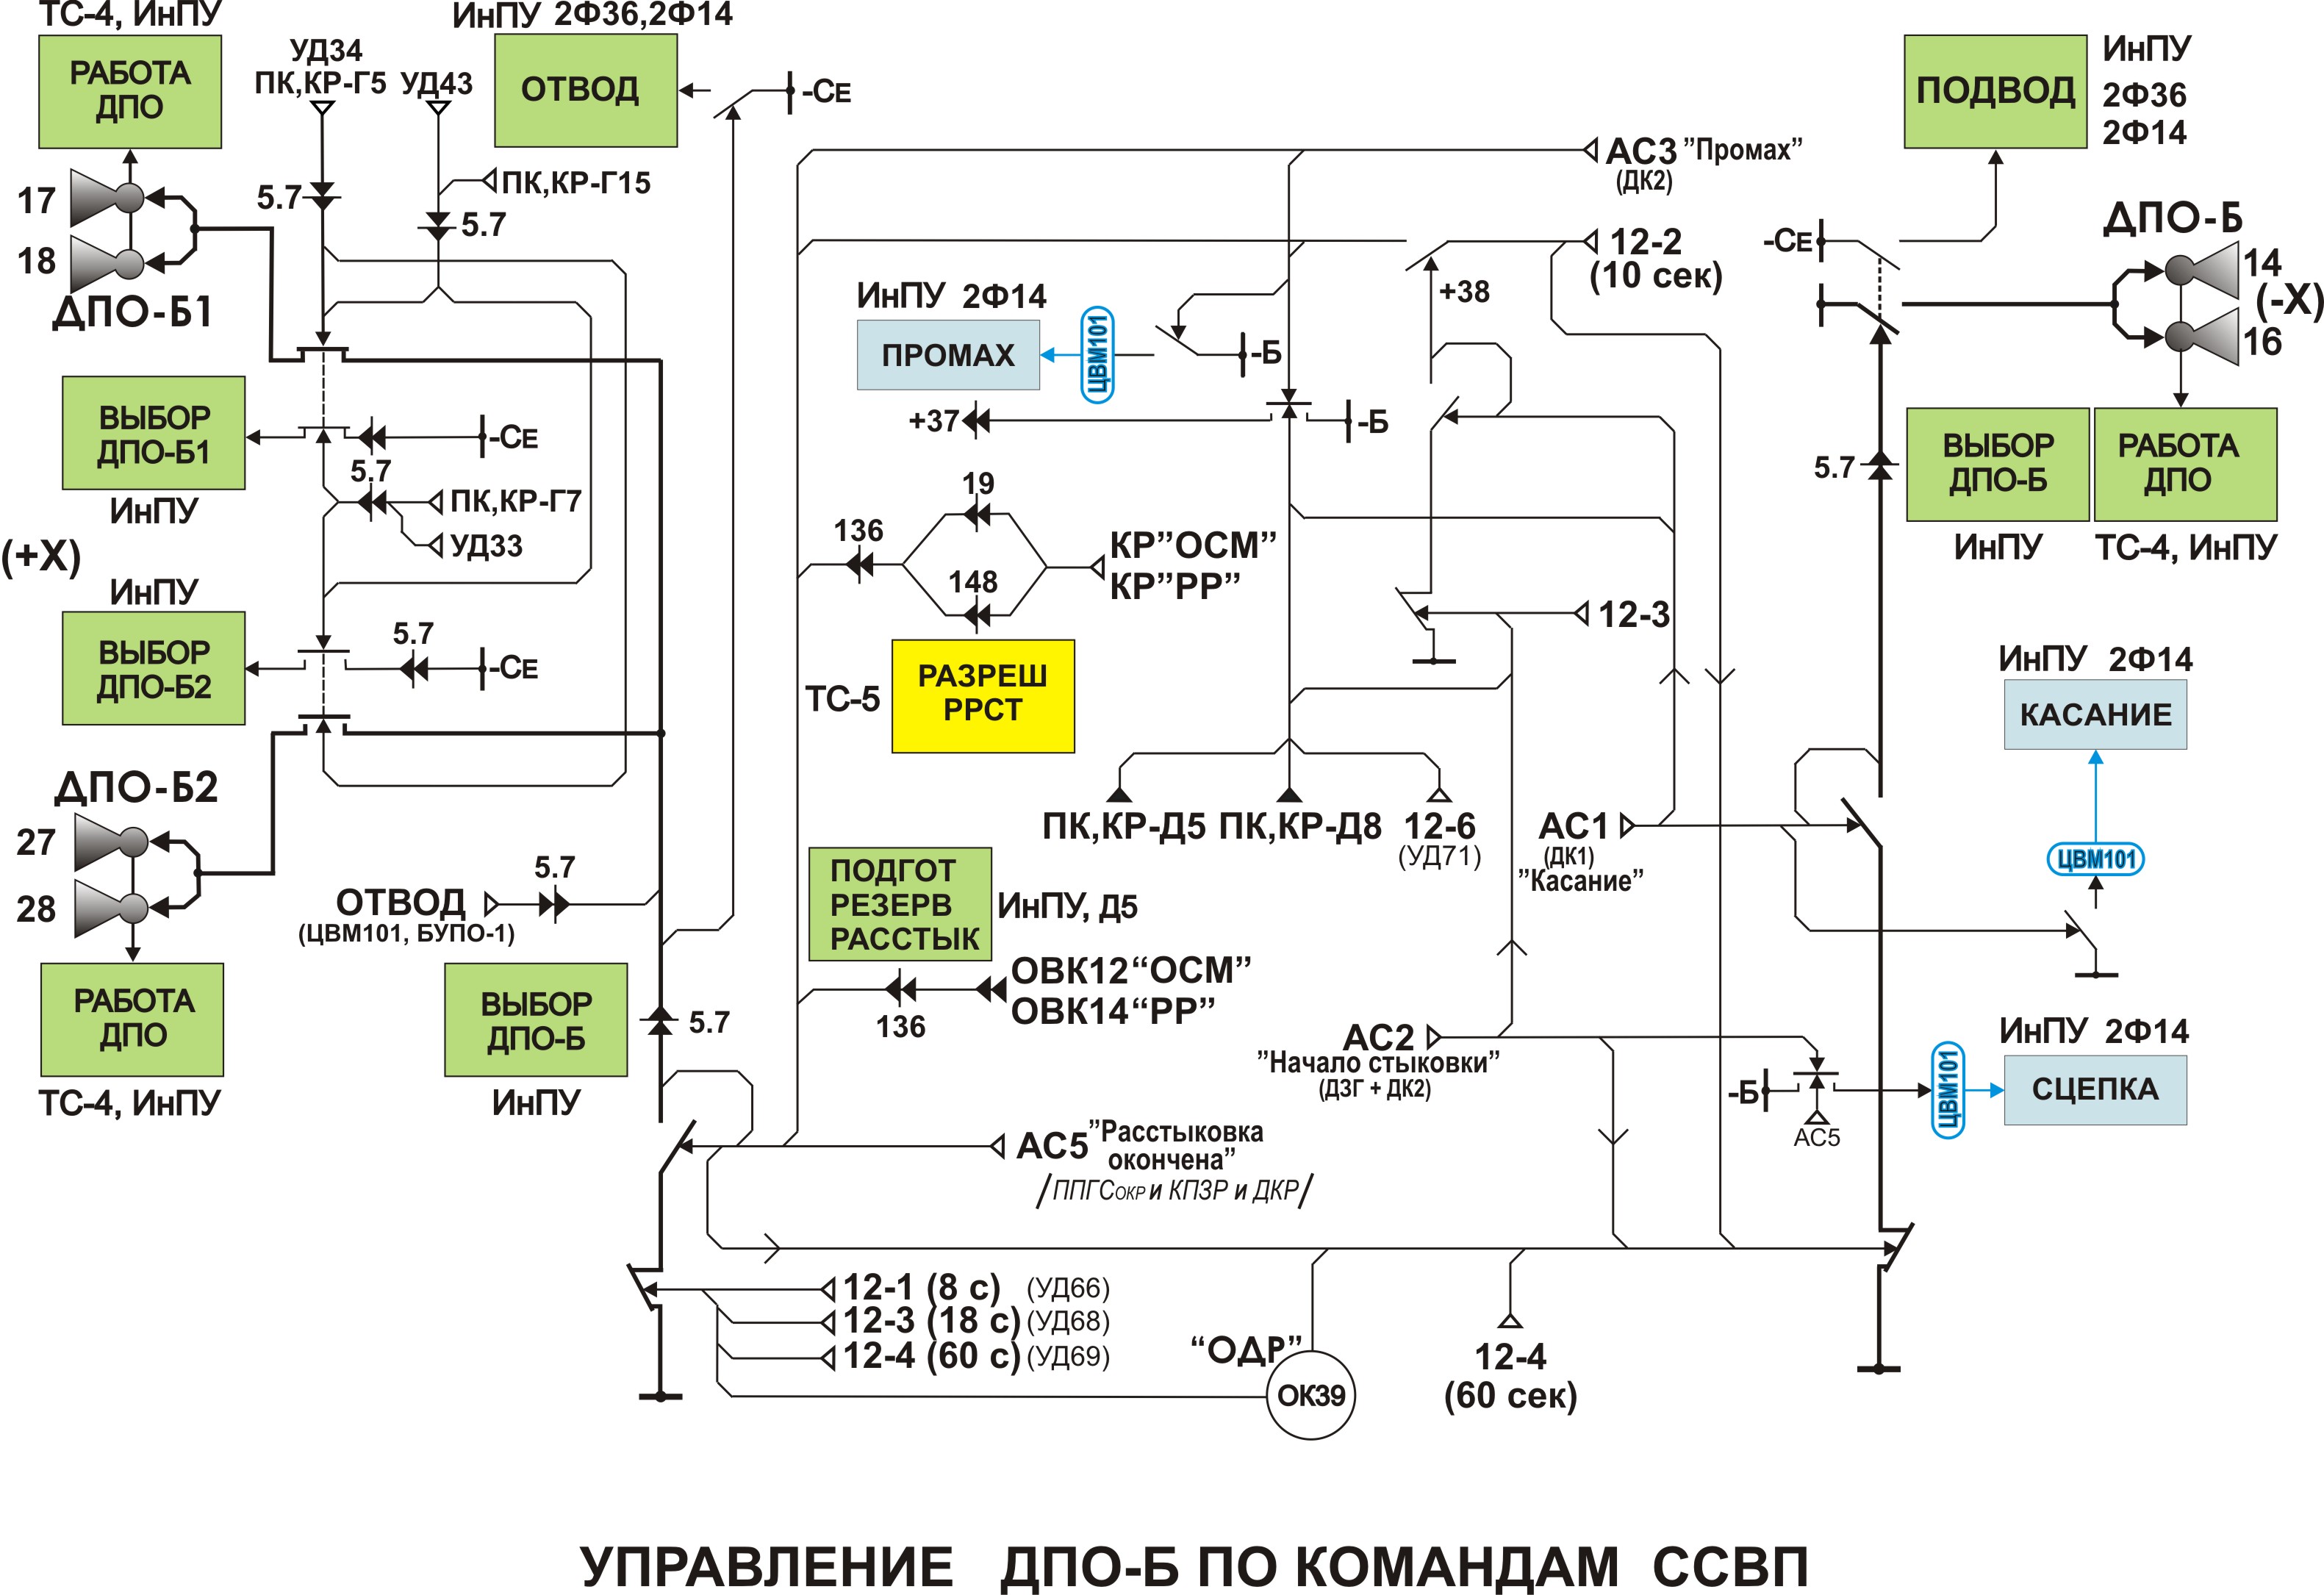 ТС-4, ИнПУ
РАБОТА
ДПО
17
18
ДПО-Б1
УД34
ПК,КР-Г5
УД43
5.7
ПК,КР-Г15
5.7
ИнПУ 2Ф36,2Ф14
ОТВОД
-СЕ
АС3 ”Промах”
(ДК2)
12-2
(10 сек)
+38
ИнПУ 2Ф14
ПРОМАХ
ЦВМ101
-Б
+37
-Б
ПОДВОД
ИнПУ
2Ф36
2Ф14
-СЕ
ДПО-Б
14
(-Х)
16
5.7
ВЫБОР
ДПО-Б
ИнПУ
РАБОТА
ДПО
ТС-4, ИнПУ
ВЫБОР
ДПО-Б1
ИнПУ
-СЕ
5.7
ПК,КР-Г7
УД33
(+Х)
ИнПУ
ВЫБОР
ДПО-Б2
5.7
-СЕ
ДПО-Б2
27
28
РАБОТА
ДПО
ТС-4, ИнПУ
19
136
148
КР”ОСМ”
КР”РР”
12-3
ТС-5
РАЗРЕШ
РРСТ
ПК,КР-Д5
ПК,КР-Д8
12-6
(УД71)
АС1
(ДК1)
”Касание”
ИнПУ 2Ф14
КАСАНИЕ
ЦВМ101
5.7
ОТВОД
(ЦВМ101, БУПО-1)
ВЫБОР
ДПО-Б
ИнПУ
5.7
ПОДГОТ
РЕЗЕРВ
РАССТЫК
ИнПУ, Д5
ОВК12“ОСМ”
ОВК14“РР”
136
АС2
”Начало стыковки”
(ДЗГ + ДК2)
-Б
АС5
ЦВМ101
ИнПУ 2Ф14
СЦЕПКА
АС5 ”Расстыковка
окончена”
/ППГСОКР и КПЗР и ДКР/
12-1 (8 с) (УД66)
12-3 (18 с) (УД68)
12-4 (60 с) (УД69)
“ОДР”
ОК39
12-4
(60 сек)
УПРАВЛЕНИЕ ДПО-Б ПО КОМАНДАМ ССВП